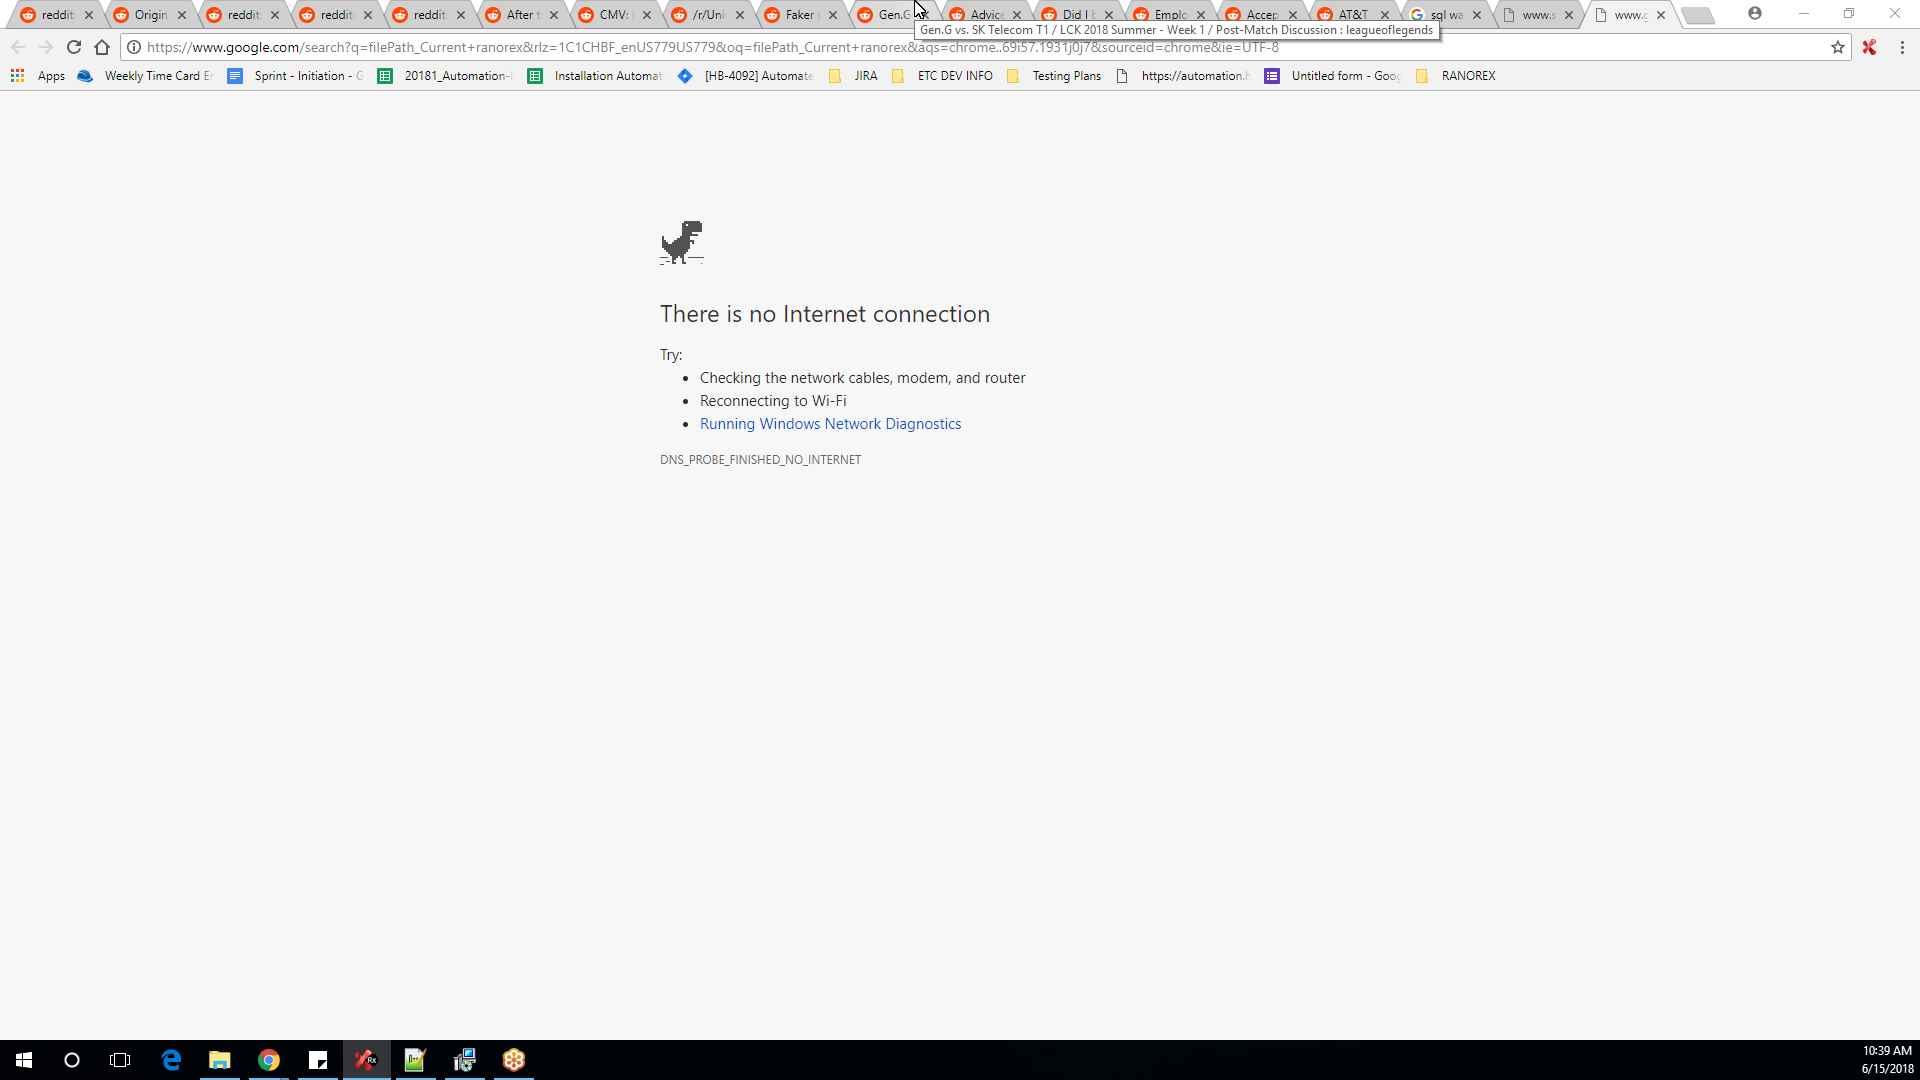 reddit
Origin
reddit
reddit
reddit
After t
CMV:
/r/Uni
Faker
Gen.G
Advic
Did I
Emplo
Accep
AT&T
sql wa
www.s
www.g
Gen.G vs. SK Telecom T1 / LCK 2018 Summer - Week 1 / Post-Match Discussion : leagueoflegends
https://www.google.com/search?q=filePath_Current+ranorex&rlz=1C1CHBF_enUS779US779&oq=filePath_Current+ranorex&aqs=chrome..69i57.1931j0j7&sourceid=chrome&ie=UTF-8
Apps
Weekly Time Card E
Sprint - Initiation - G
20181_Automation-
Installation Automat
[HB-4092] Automate
JIRA
ETC DEV INFO
Testing Plans
https://automation.
Untitled form - Goog
RANOREX
There is no Internet connection
Try:
Checking the network cables, modem, and router
Reconnecting to Wi-Fi
Running Windows Network Diagnostics
DNS_PROBE_FINISHED_NO_INTERNET
10:39 AM
6/15/2018